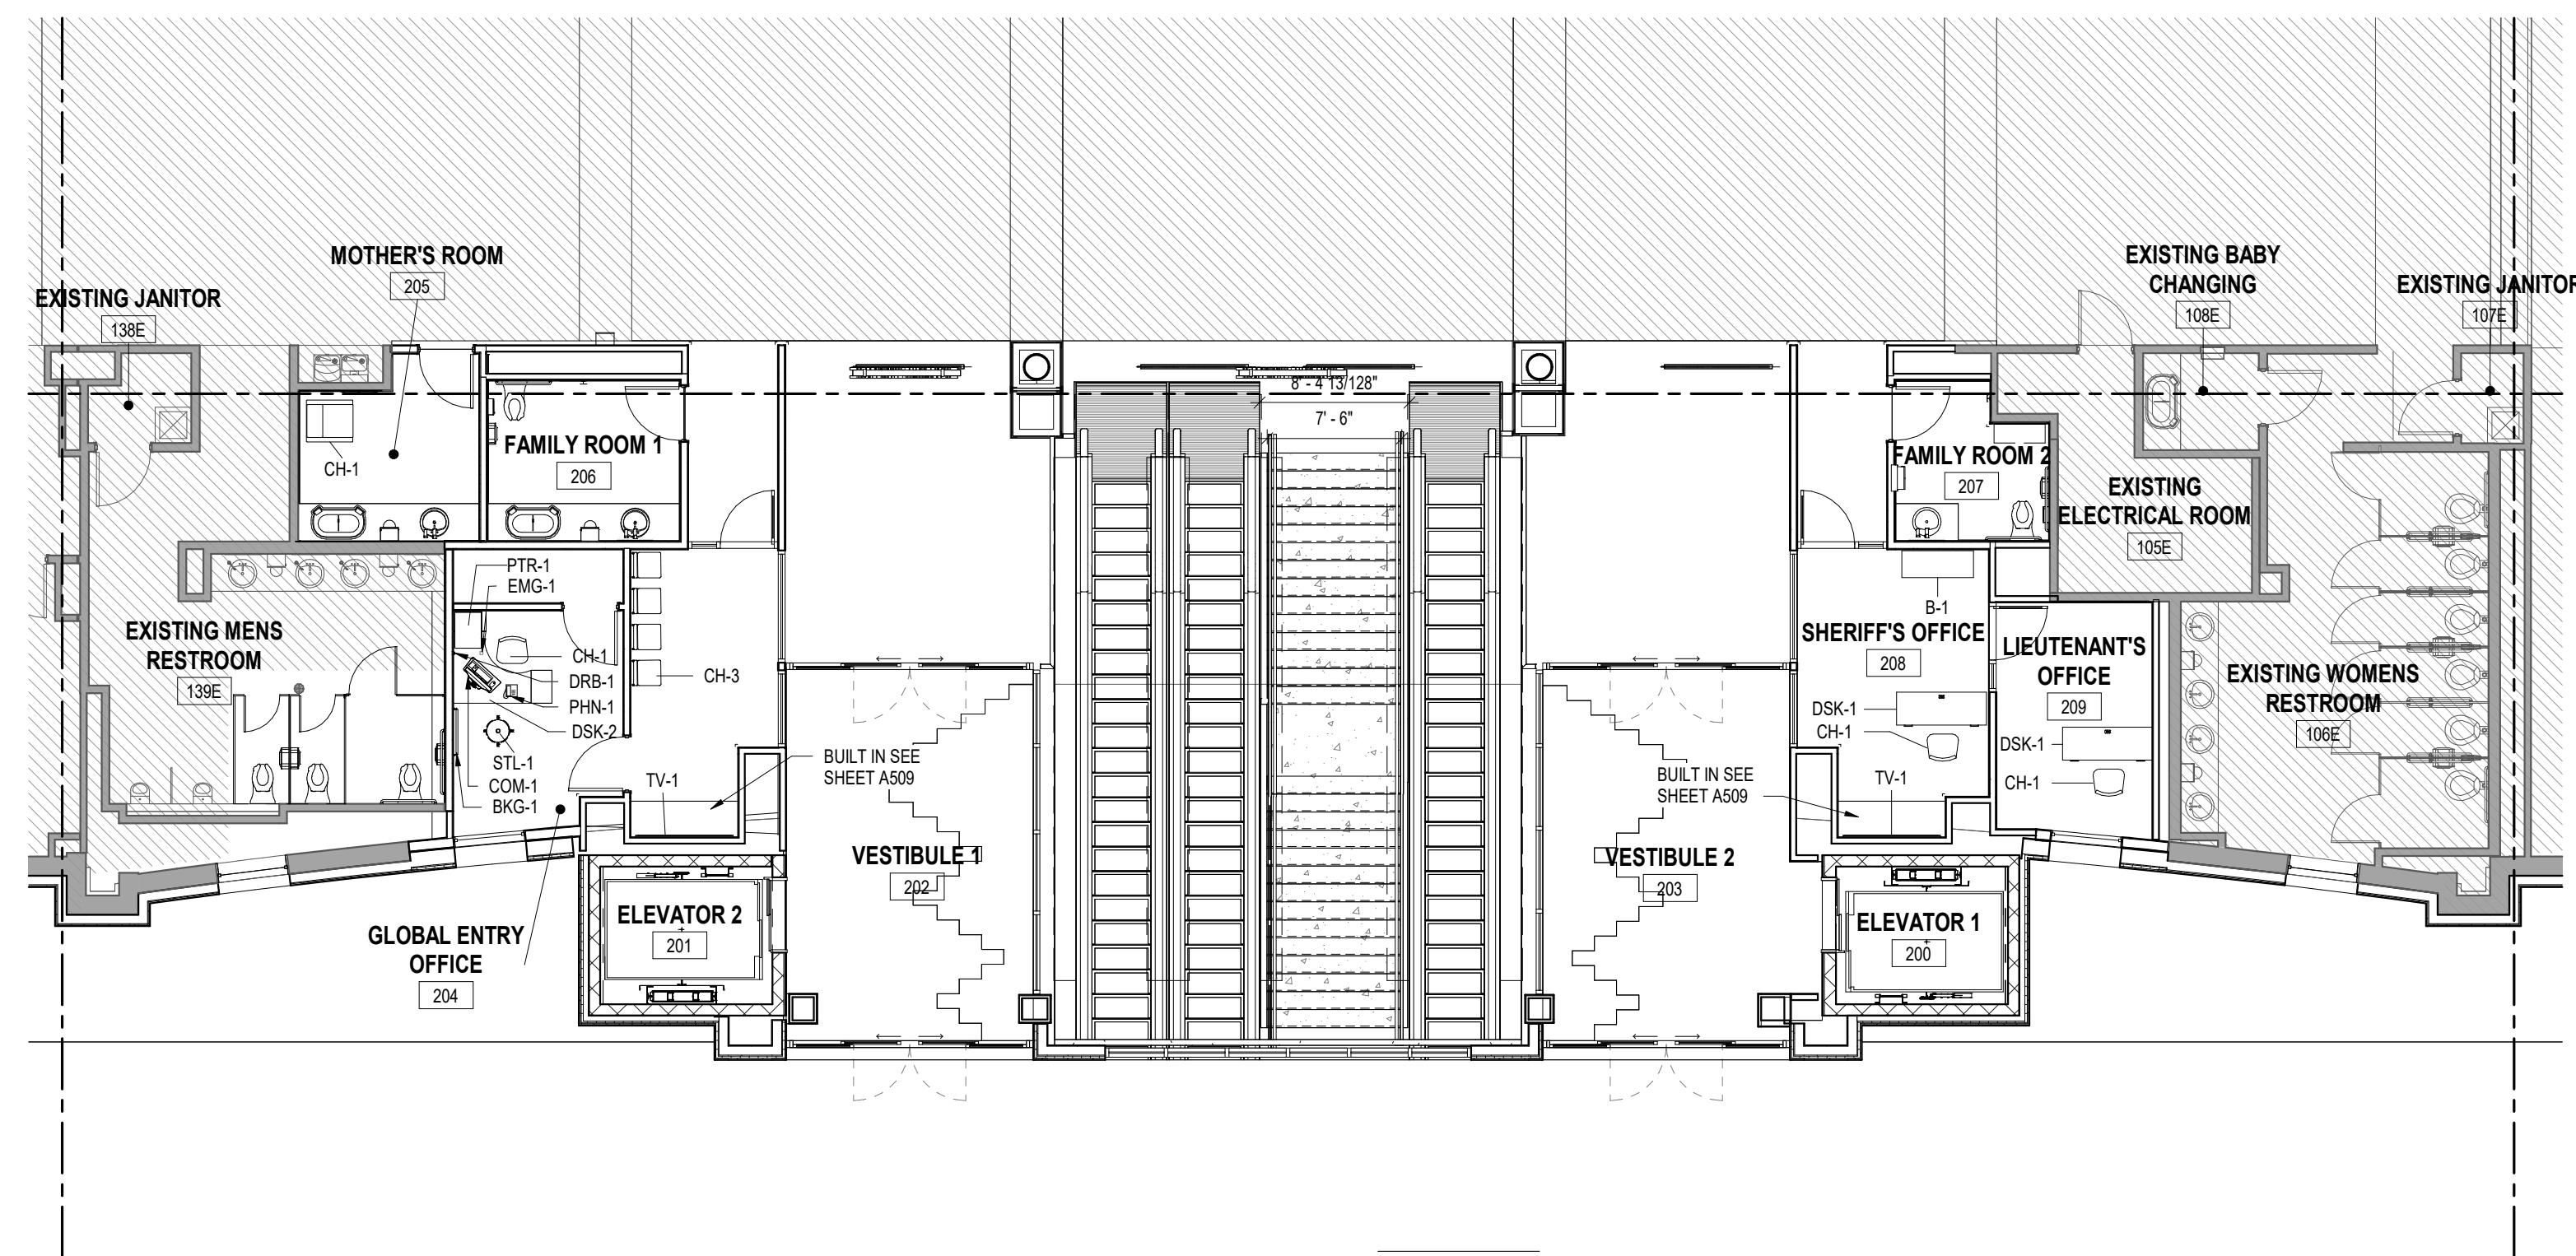 MOTHER'S ROOM
205
EXISTING JANITOR
138E
CH-1
FAMILY ROOM 1
206
8' - 4 13/128"
7' - 6"
EXISTING BABY
CHANGING
108E
EXISTING JANITOR
107E
FAMILY ROOM 2
207
EXISTING
ELECTRICAL ROOM
105E
PTR-1
EMG-1
EXISTING MENS
RESTROOM
139E
CH-1
DRB-1
PHN-1
DSK-2
STL-1
COM-1
BKG-1
CH-3
TV-1
BUILT IN SEE
SHEET A509
VESTIBULE 1
202
BUILT IN SEE
SHEET A509
VESTIBULE 2
203
B-1
SHERIFF'S OFFICE
208
DSK-1
CH-1
TV-1
LIEUTENANT'S
OFFICE
209
DSK-1
CH-1
EXISTING WOMENS
RESTROOM
106E
GLOBAL ENTRY
OFFICE
204
ELEVATOR 2
201
ELEVATOR 1
200